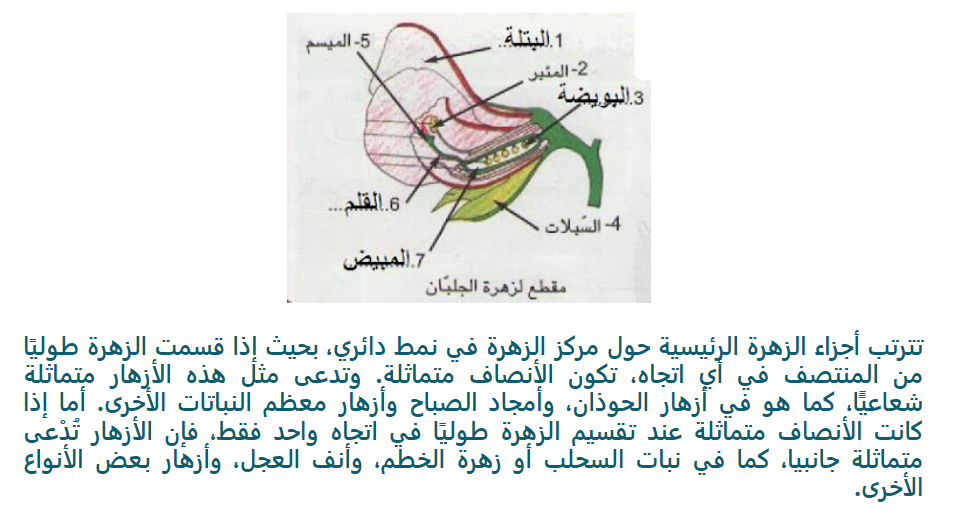 1.البتلة..
5- الميسم
2- المئبر
3.البويضة
6..القلم...
4- السّبلات
7.المبيض
مقطع لزهرة الجلبّان
تترتب أجزاء الزهرة الرئيسية حول مركز الزهرة في نمط دائري، بحيث إذا قسمت الزهرة طوليًا
من المنتصف في أي اتجاه، تكون الأنصاف متماثلة. وتدعى مثل هذه الأزهار متماثلة
شعاعيًّا، كما هو في أزهار الحوذان، وأمجاد الصباح وأزهار معظم النباتات الأخرى. أما إذا
كانت الأنصاف متماثلة عند تقسيم الزهرة طوليًا في اتجاه واحد فقط، فإن الأزهار تُدْعى
متماثلة جانبيا، كما في نبات السحلب أو زهرة الخطم، وأنف العجل، وأزهار بعض الأنواع
الأخرى.